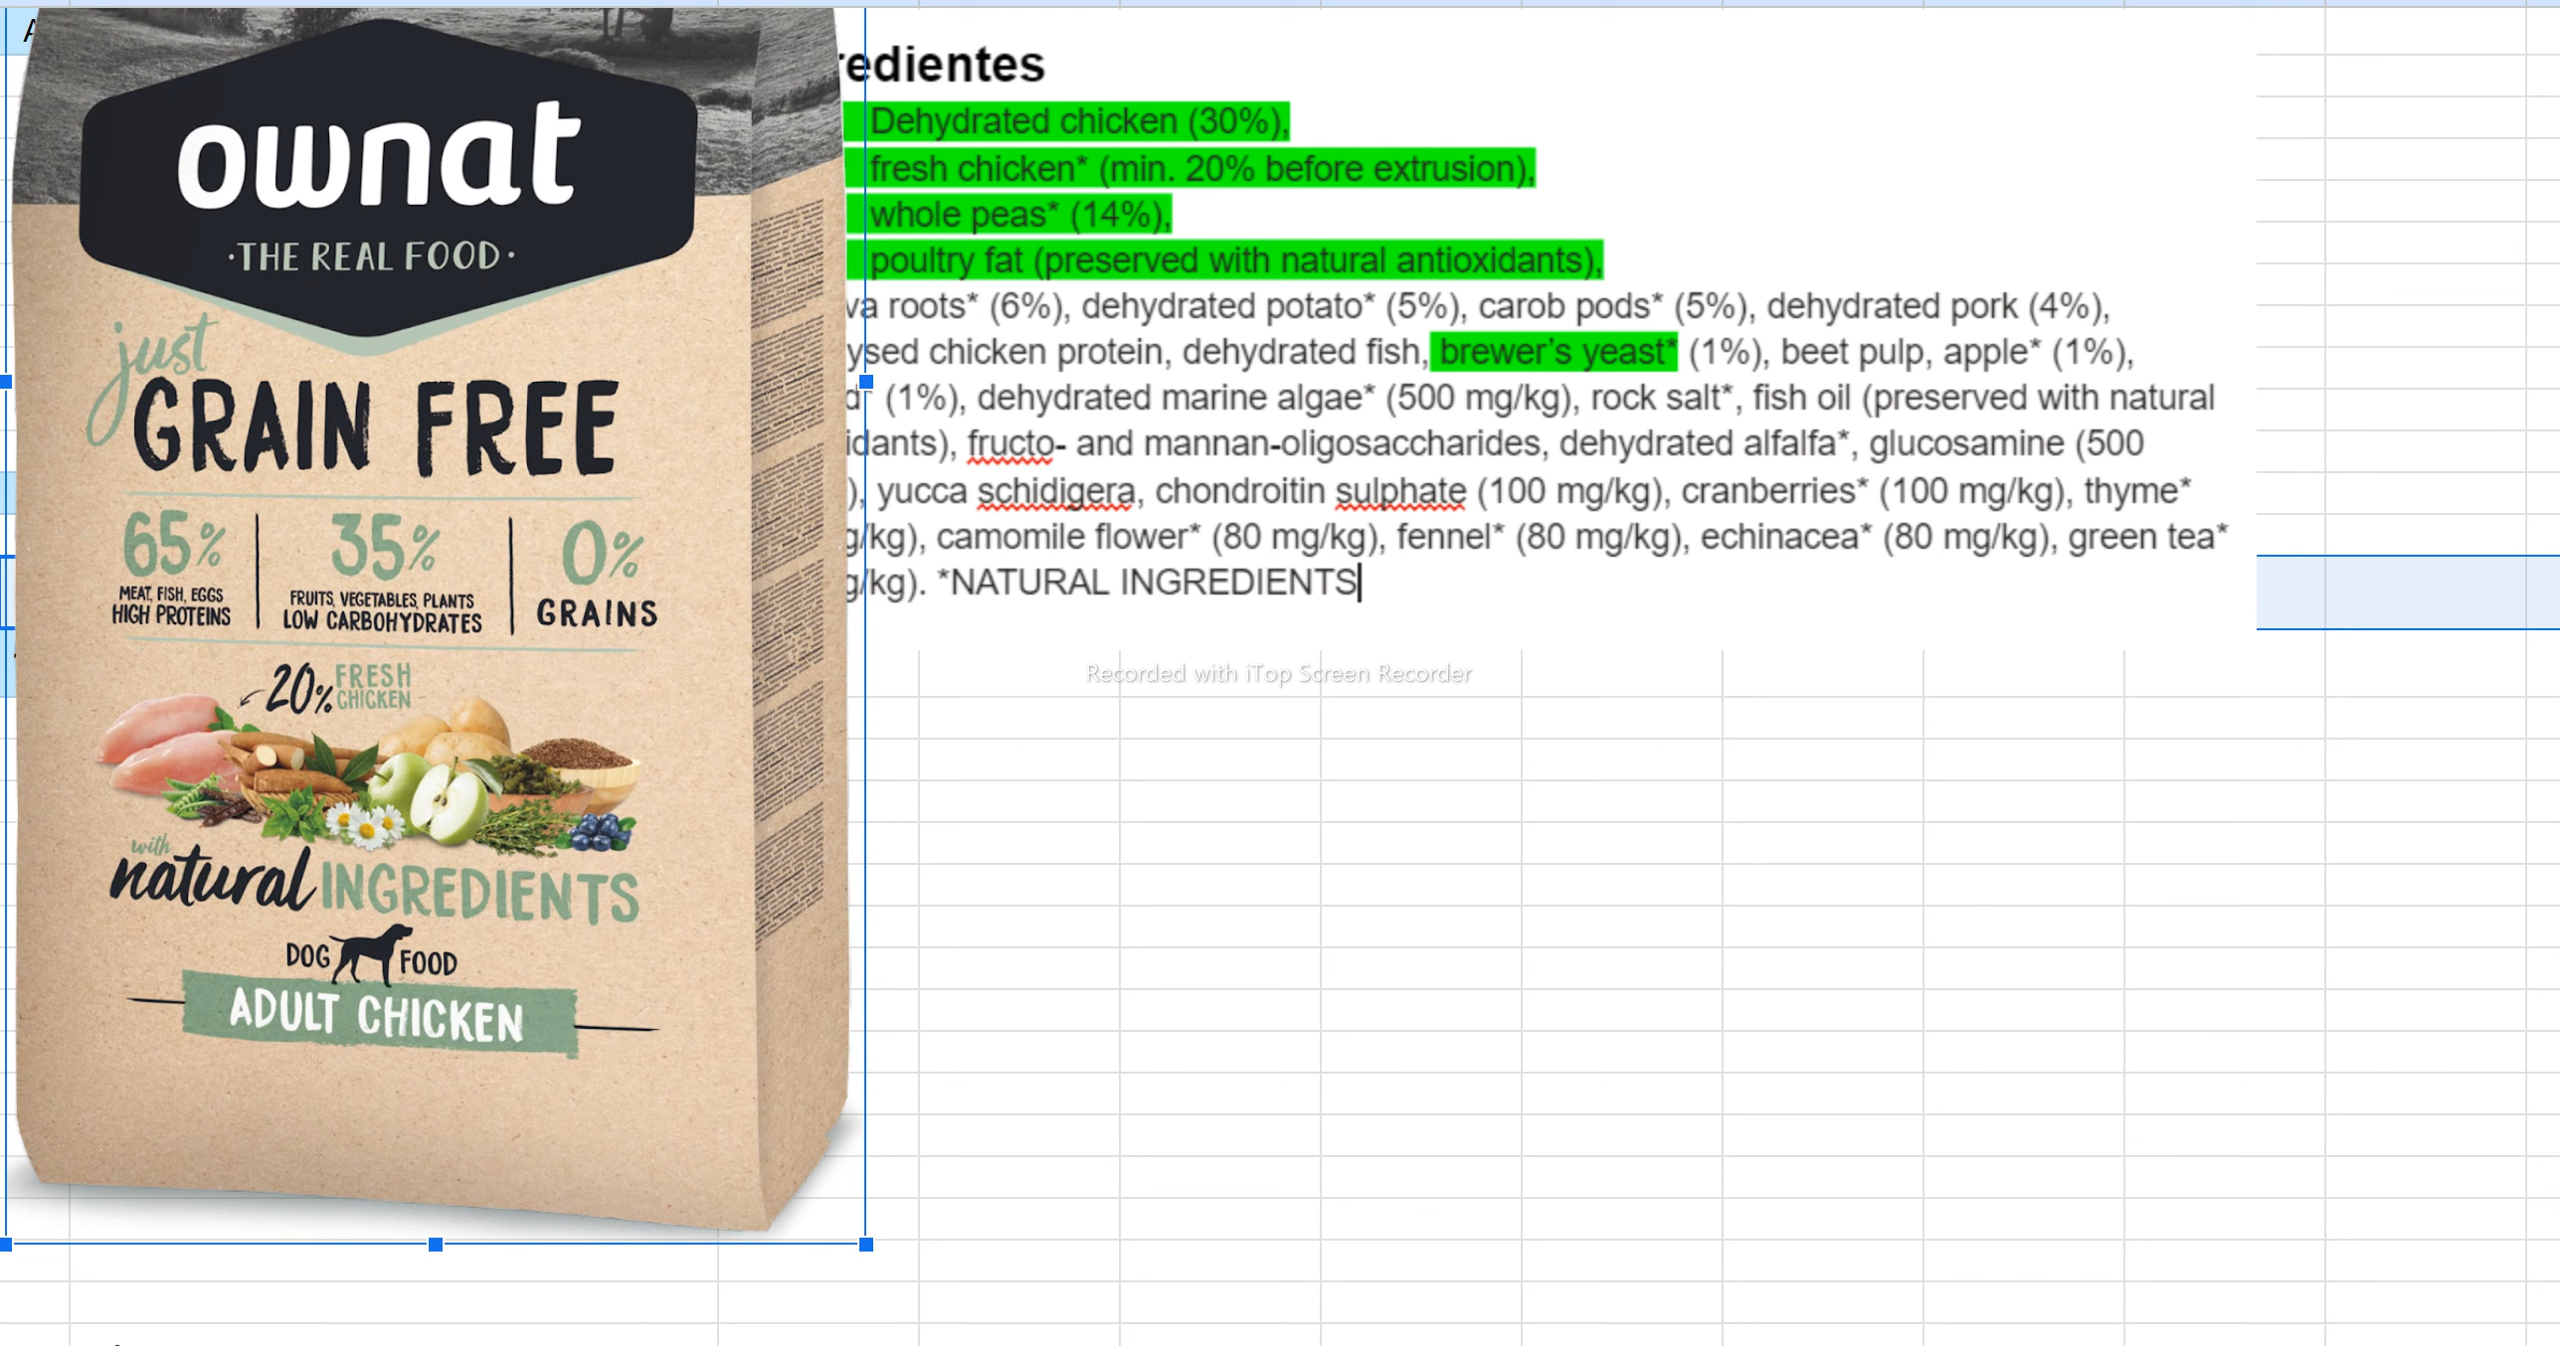 ownat
·THE REAL FOOD·
just
GRAIN FREE
65%
MEAT, FISH, EGGS
HIGH PROTEINS
35%
FRUITS, VEGETABLES, PLANTS
LOW CARBOHYDRATES
0%
GRAINS
20% FRESH
CHICKEN
with
natural INGREDIENTS
DOG FOOD
ADULT CHICKEN
redientes
Dehydrated chicken (30%),
fresh chicken* (min. 20% before extrusion),
whole peas* (14%),
poultry fat (preserved with natural antioxidants),
va roots* (6%), dehydrated potato* (5%), carob pods* (5%), dehydrated pork (4%),
ysed chicken protein, dehydrated fish, brewer’s yeast* (1%), beet pulp, apple* (1%),
d* (1%), dehydrated marine algae* (500 mg/kg), rock salt*, fish oil (preserved with natural
idants), fructo- and mannan-oligosaccharides, dehydrated alfalfa*, glucosamine (500
), yucca schidigera, chondroitin sulphate (100 mg/kg), cranberries* (100 mg/kg), thyme*
g/kg), camomile flower* (80 mg/kg), fennel* (80 mg/kg), echinacea* (80 mg/kg), green tea*
g/kg). *NATURAL INGREDIENTS
Recorded with iTop Screen Recorder